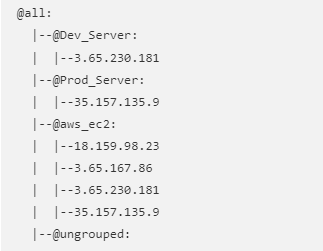 @all:
  |--@Dev_Server:
  |  |--3.65.230.181
  |--@Prod_Server:
  |  |--35.157.135.9
  |--@aws_ec2:
  |  |--18.159.98.23
  |  |--3.65.167.86
  |  |--3.65.230.181
  |  |--35.157.135.9
  |--@ungrouped: